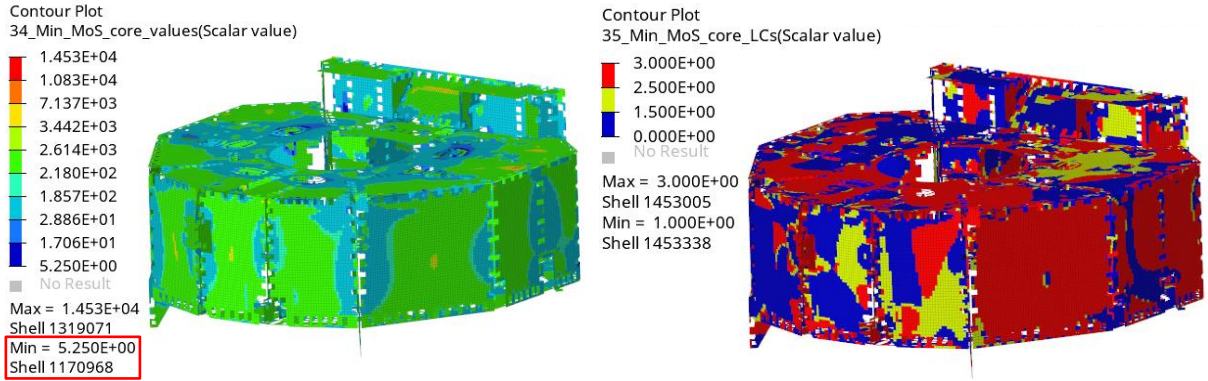 Contour Plot
34_Min_MoS_core_values(Scalar value)
1.453E+04
1.083E+04
7.137E+03
3.442E+03
2.614E+03
2.180E+02
1.857E+02
2.886E+01
1.706E+01
5.250E+00
No Result
Max = 1.453E+04
Shell 1319071
Min = 5.250E+00
Shell 1170968
Contour Plot
35_Min_MoS_core_LCs(Scalar value)
3.000E+00
2.500E+00
1.500E+00
0.000E+00
No Result
Max = 3.000E+00
Shell 1453005
Min = 1.000E+00
Shell 1453338